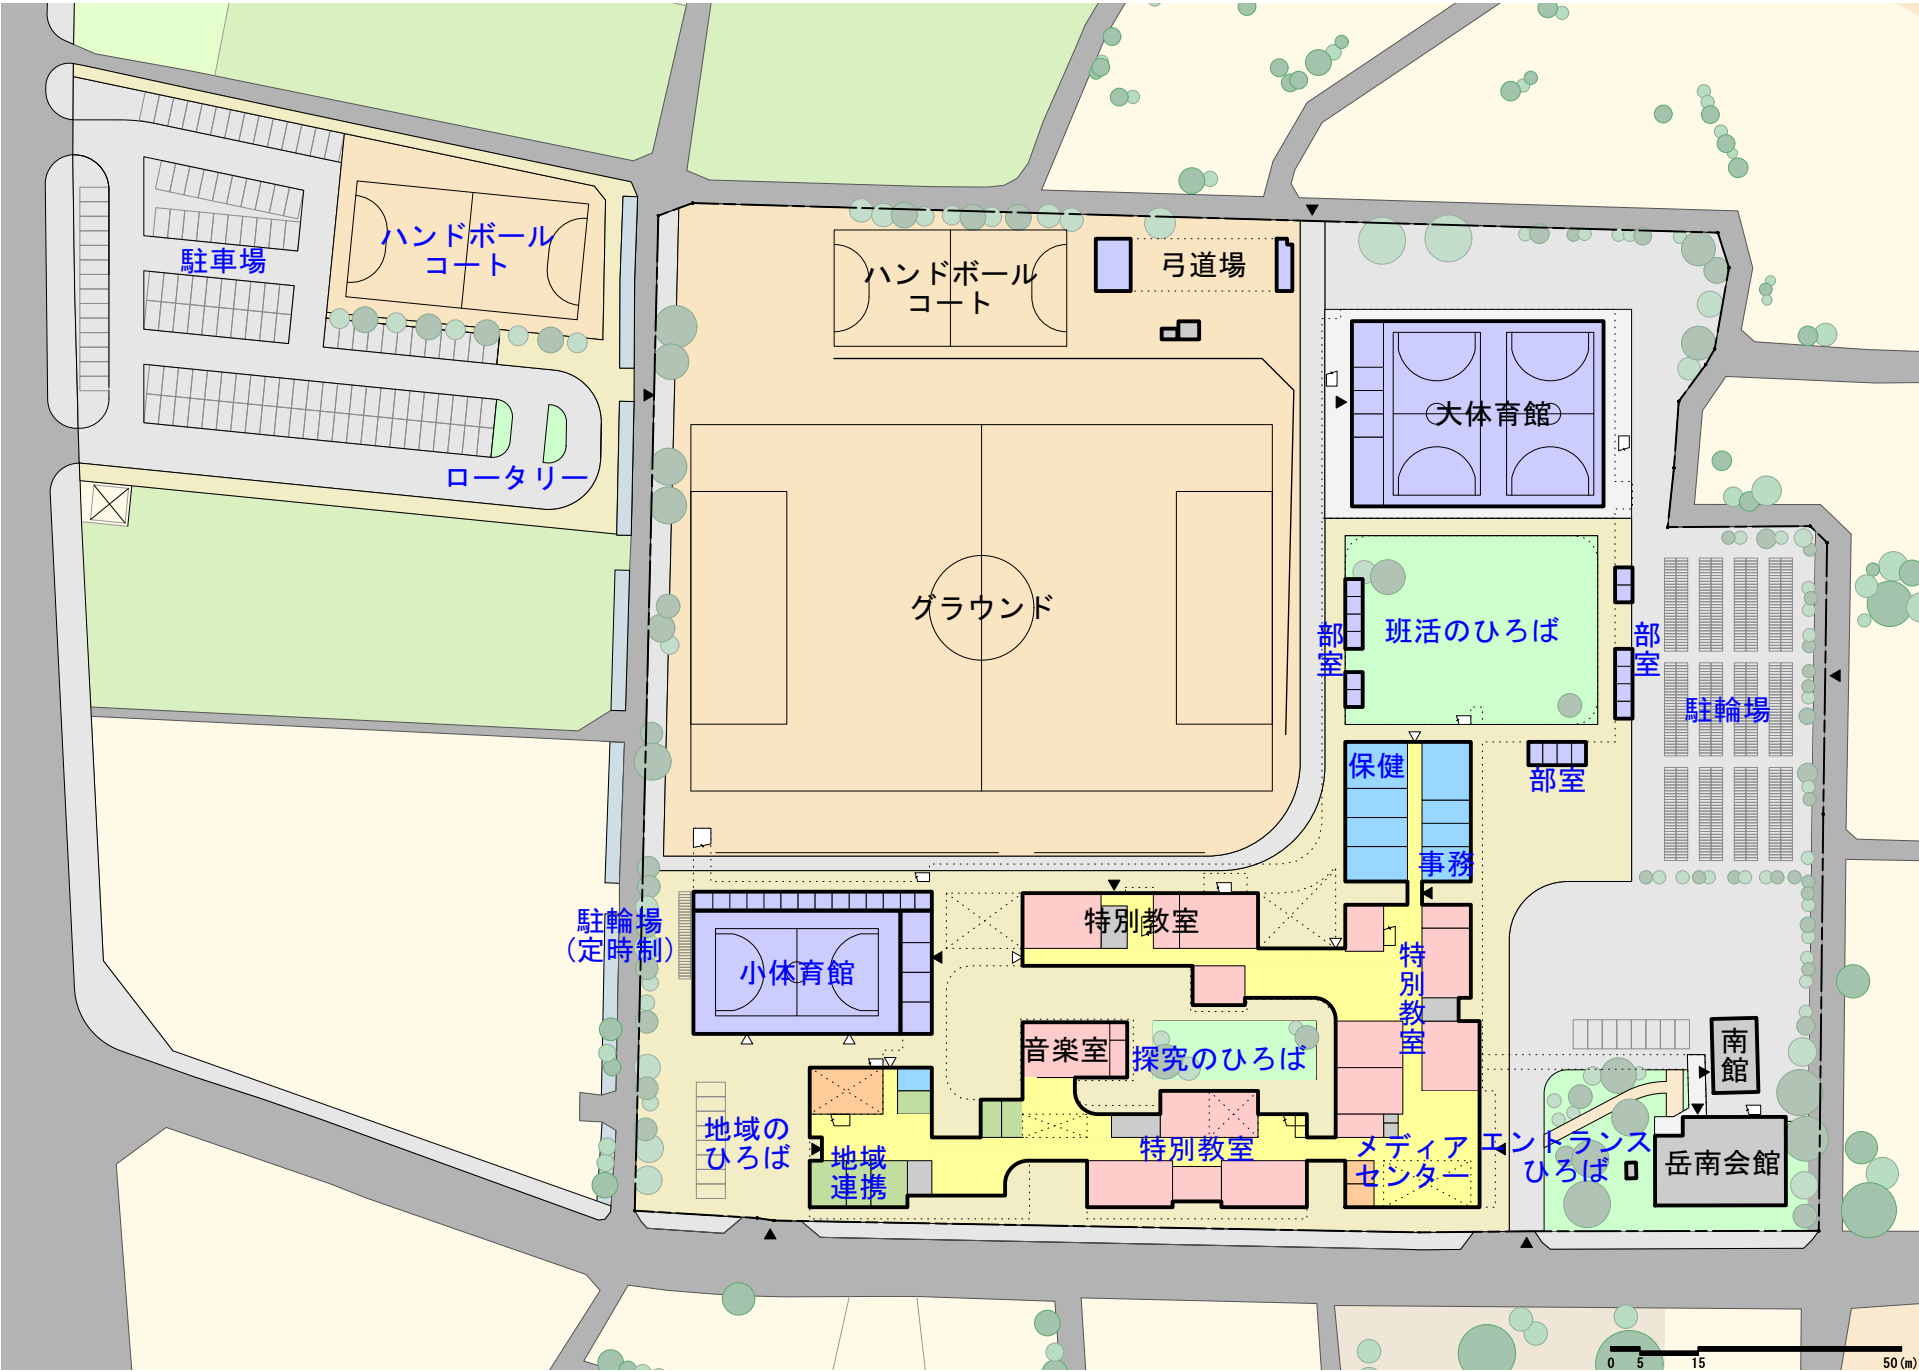 ハンドボール
コート
駐車場
ロータリー
ハンドボール
コート
弓道場
大体育館
グラウンド
部室
班活のひろば
部室
駐輪場
保健
部室
事務
駐輪場
（定時制）
小体育館
特別教室
特別教室
音楽室
探究のひろば
南館
地域の
ひろば
地域
連携
特別教室
メディア
センター
エントランス
ひろば
岳南会館
0 5 15 50(m)